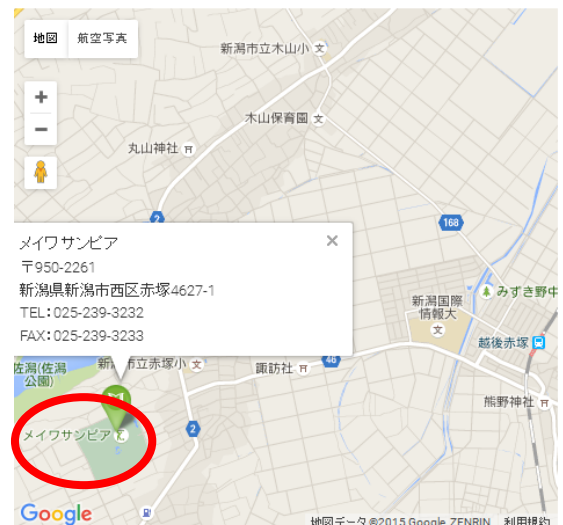 地図 航空写真
新潟市立木山小
+
木山保育園
−
丸山神社
2
168
メイワサンピア
×
〒950-2261
新潟県新潟市西区赤塚4627-1
TEL:025-239-3232
FAX:025-239-3233
みずき野中
新潟国際
情報大
越後赤塚
佐潟(佐潟
公園)
市立赤塚小
諏訪社
46
熊野神社
メイワサンピア
2
Google
地図データ ©2015 Google, ZENRIN 利用規約